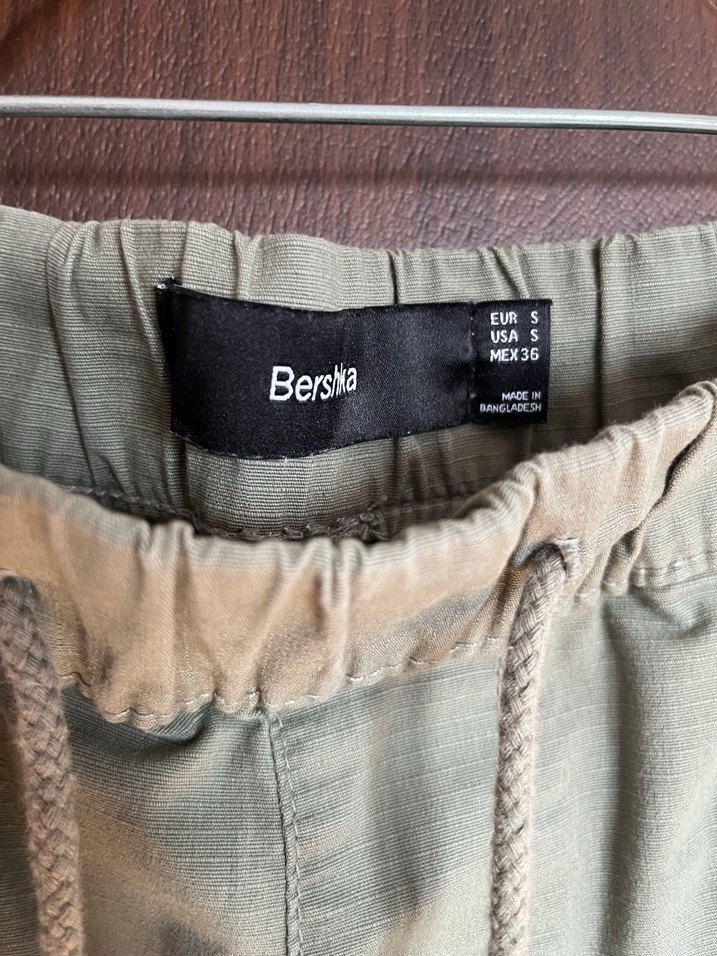 Bershka
EUR S
USA S
MEX 36
MADE IN
BANGLADESH